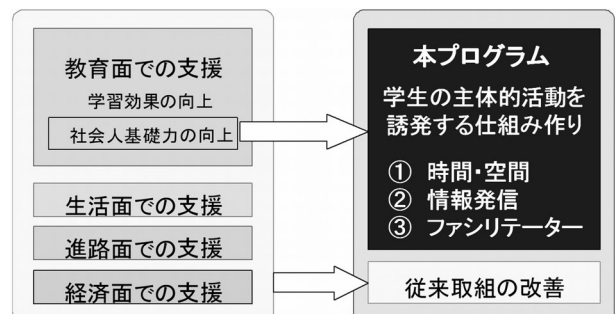 教育面での支援
学習効果の向上
社会人基礎力の向上
生活面での支援
進路面での支援
経済面での支援
本プログラム
学生の主体的活動を
誘発する仕組み作り
① 時間・空間
② 情報発信
③ ファシリテーター
従来取組の改善